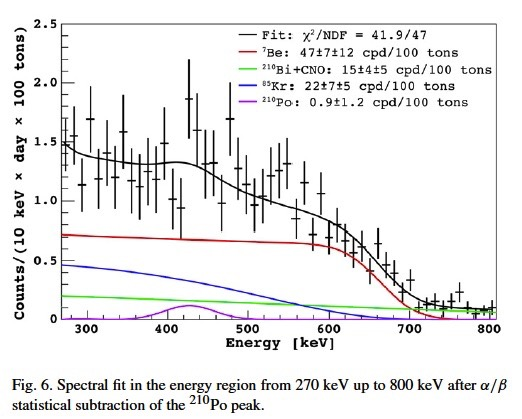 2.5
2.0
1.5
1.0
0.5
0
Counts/(10 keV × day × 100 tons)
Fit: χ²/NDF = 41.9/47
⁷Be: 47±7±12 cpd/100 tons
²¹⁰Bi+CNO: 15±4±5 cpd/100 tons
⁸⁵Kr: 22±7±5 cpd/100 tons
²¹⁰Po: 0.9±1.2 cpd/100 tons
300 400 500 600 700 800
Energy [keV]
Fig. 6. Spectral fit in the energy region from 270 keV up to 800 keV after α/β
statistical subtraction of the ²¹⁰Po peak.